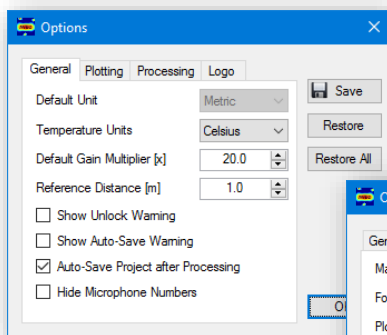 Options
General Plotting Processing Logo
Default Unit Metric
Save
Temperature Units Celsius
Restore
Default Gain Multiplier [x] 20.0
Restore All
Reference Distance [m] 1.0
Show Unlock Warning
Show Auto-Save Warning
Auto-Save Project after Processing
Hide Microphone Numbers